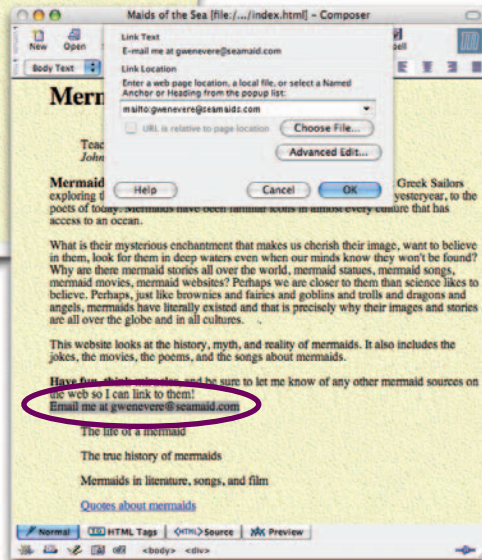 Maids of the Sea [file:/.../index.html] – Composer
New Open
Body Text
Link Text
E-mail me at gwenevere@seamaid.com
Link Location
Enter a web page location, a local file, or select a Named
Anchor or Heading from the popup list:
mailto:gwenevere@seamaids.com
URL is relative to page location Choose File...
Advanced Edit...
Help Cancel OK
Mern
Teac
John
Mermaid Greek Sailors
exploring yesteryear, to the
poets of today. Mermaids have been familiar icons in almost every culture that has
access to an ocean.
What is their mysterious enchantment that makes us cherish their image, want to believe
in them, look for them in deep waters even when our minds know they won't be found?
Why are there mermaid stories all over the world, mermaid statues, mermaid songs,
mermaid movies, mermaid websites? Perhaps we are closer to them than science likes to
believe. Perhaps, just like brownies and fairies and goblins and trolls and dragons and
angels, mermaids have literally existed and that is precisely why their images and stories
are all over the globe and in all cultures.
This website looks at the history, myth, and reality of mermaids. It also includes the
jokes, the movies, the poems, and the songs about mermaids.
Have fun, think miracles, and be sure to let me know of any other mermaid sources on
the web so I can link to them!
Email me at gwenevere@seamaid.com
The life of a mermaid
The true history of mermaids
Mermaids in literature, songs, and film
Quotes about mermaids
Normal HTML Tags <HTML> Source Preview
<body> <div>